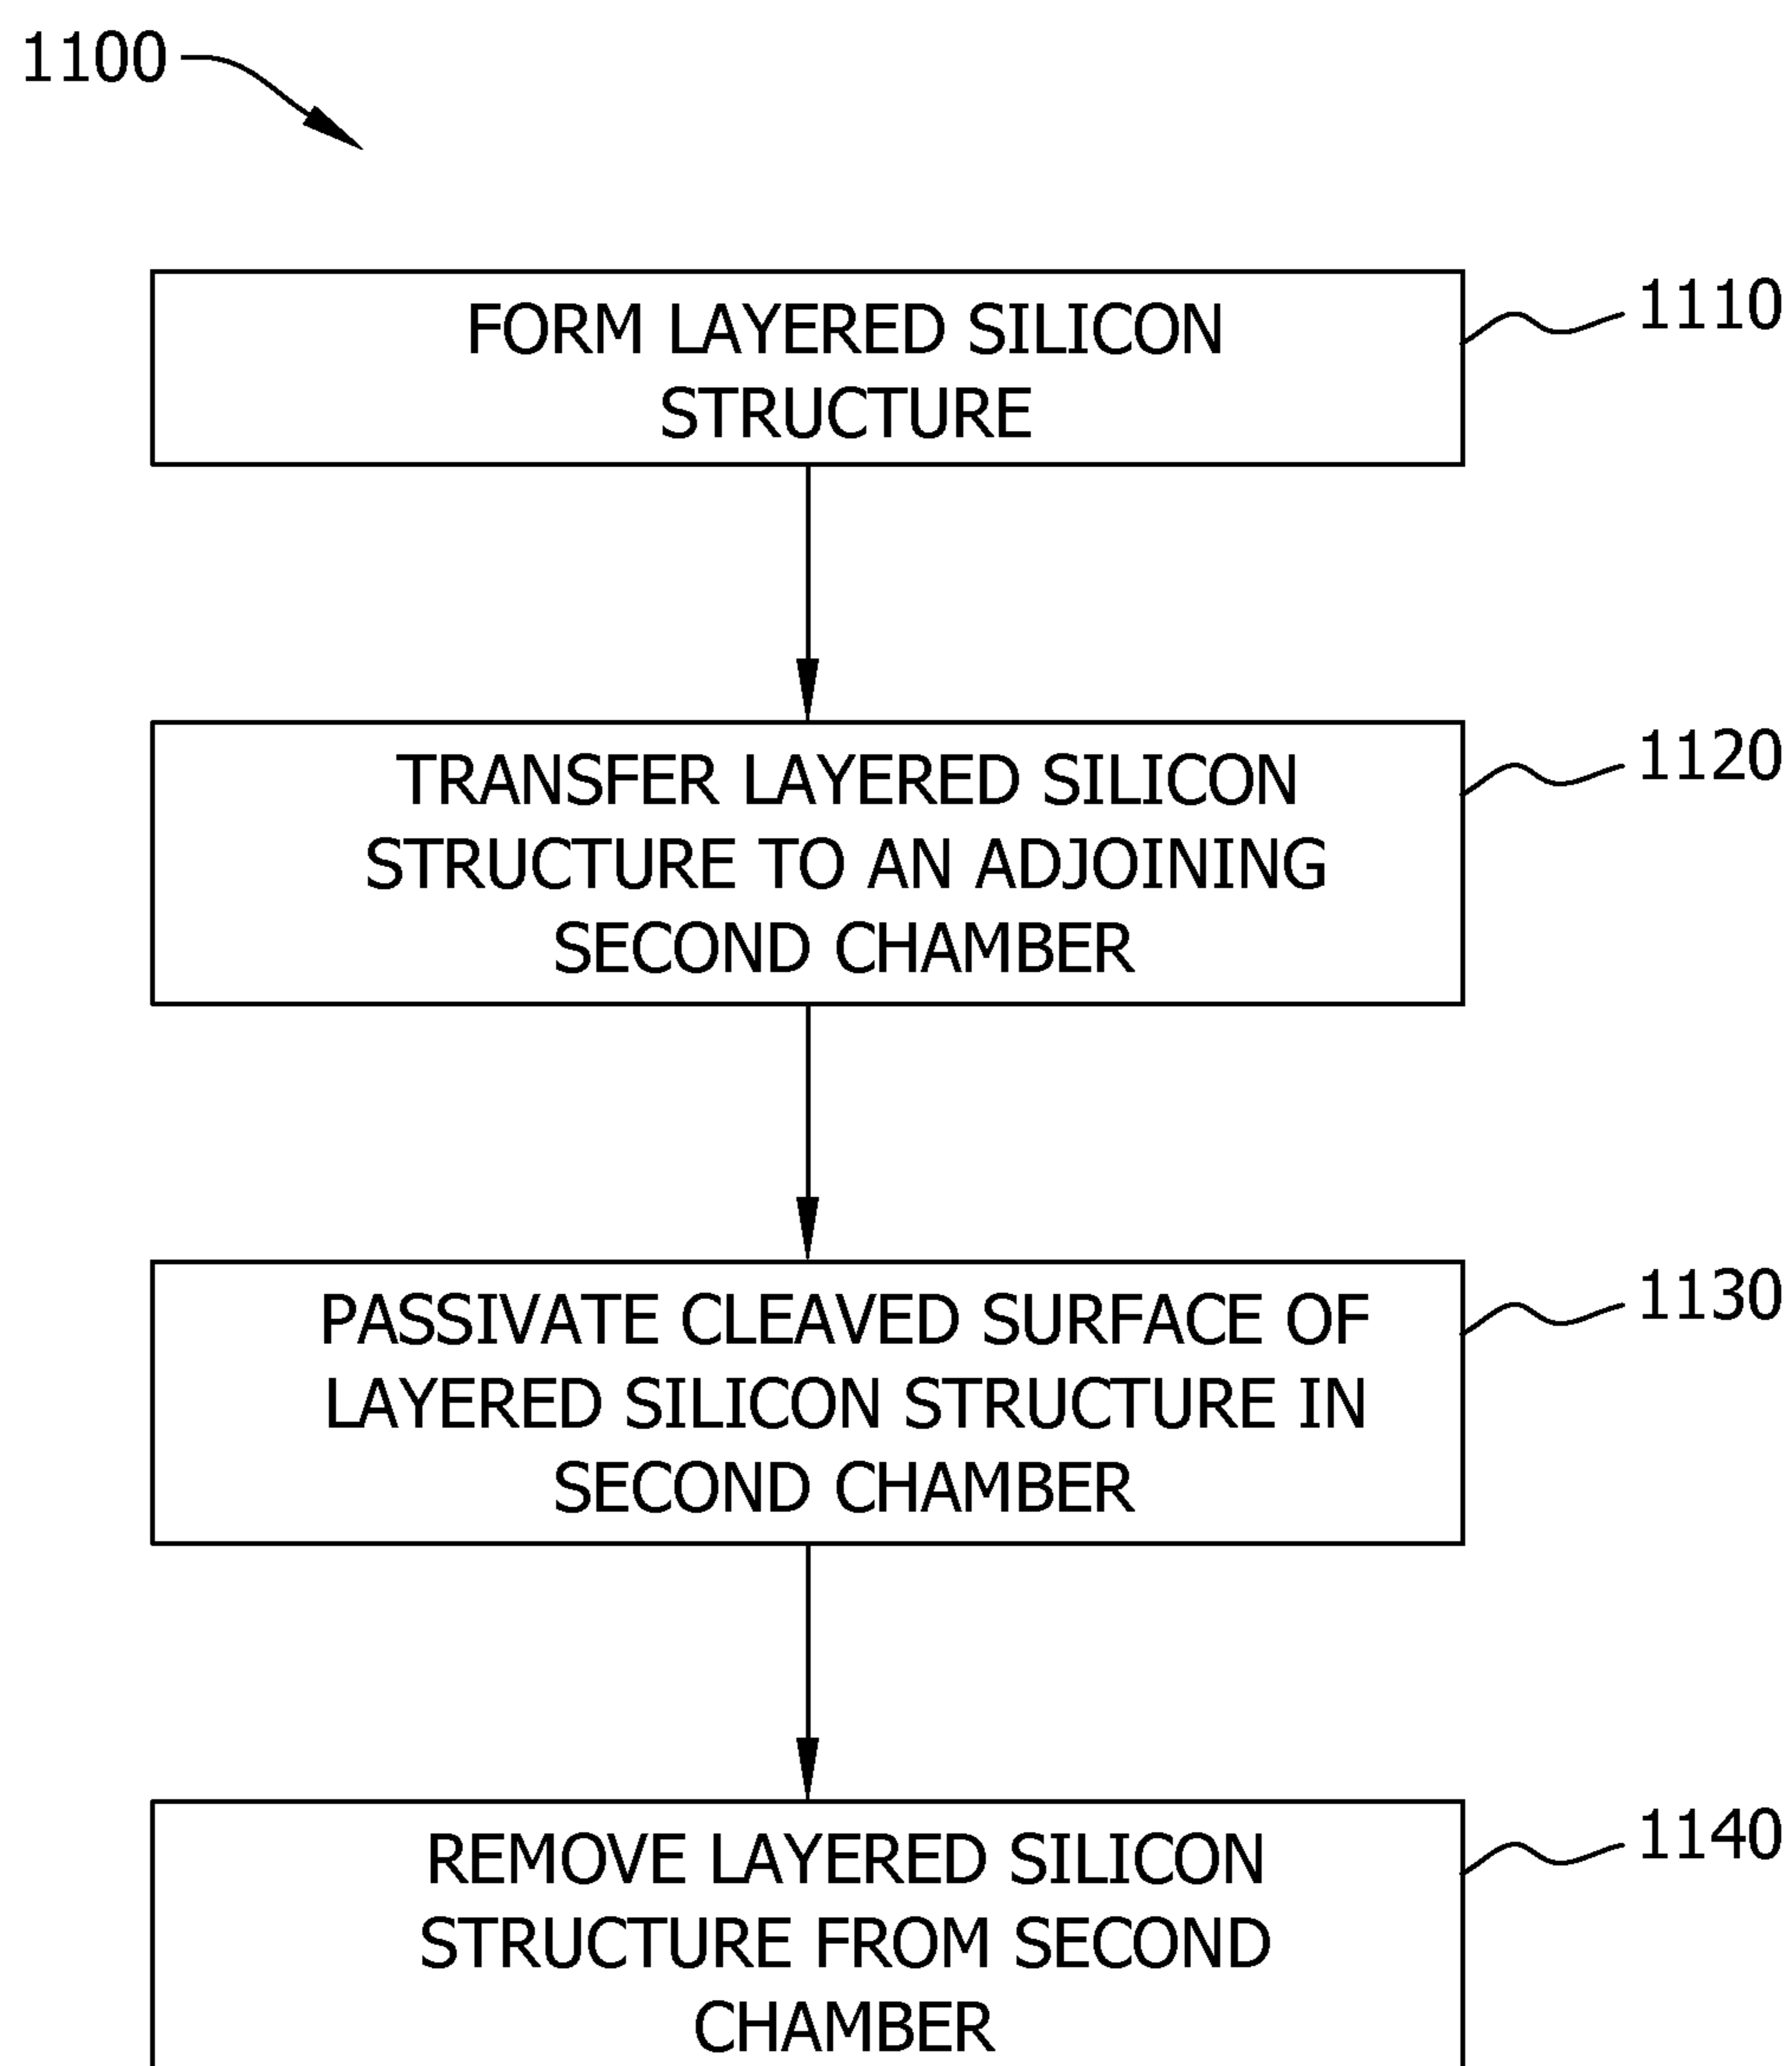 1100
FORM LAYERED SILICON
STRUCTURE
1110
TRANSFER LAYERED SILICON
STRUCTURE TO AN ADJOINING
SECOND CHAMBER
1120
PASSIVATE CLEAVED SURFACE OF
LAYERED SILICON STRUCTURE IN
SECOND CHAMBER
1130
REMOVE LAYERED SILICON
STRUCTURE FROM SECOND
CHAMBER
1140